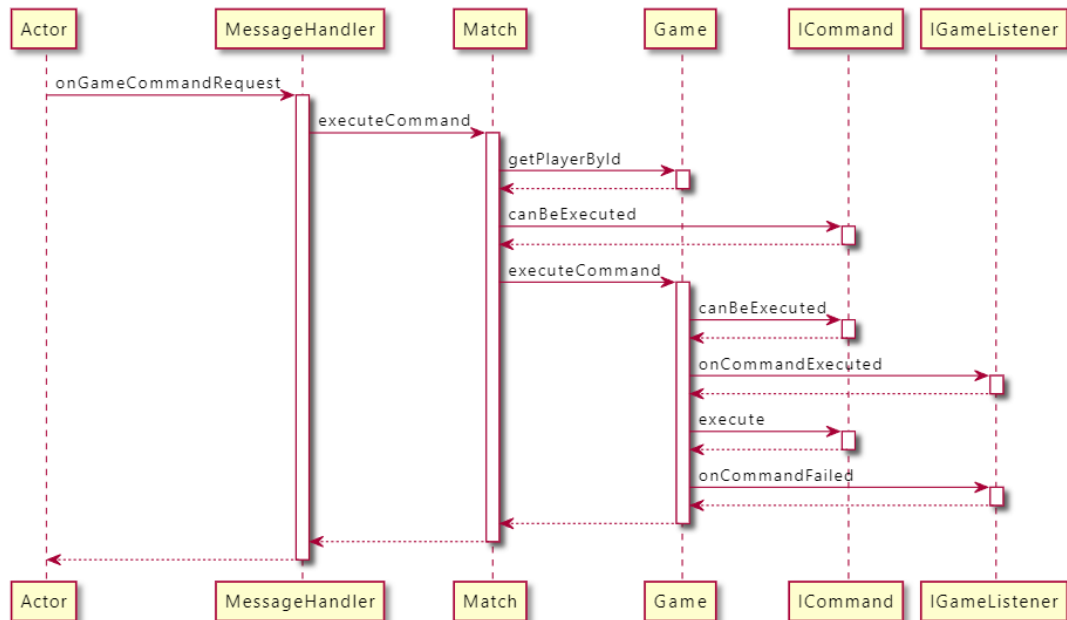 Actor MessageHandler Match Game ICommand IGameListener
onGameCommandRequest
executeCommand
getPlayerById
canBeExecuted
executeCommand
canBeExecuted
onCommandExecuted
execute
onCommandFailed
Actor MessageHandler Match Game ICommand IGameListener